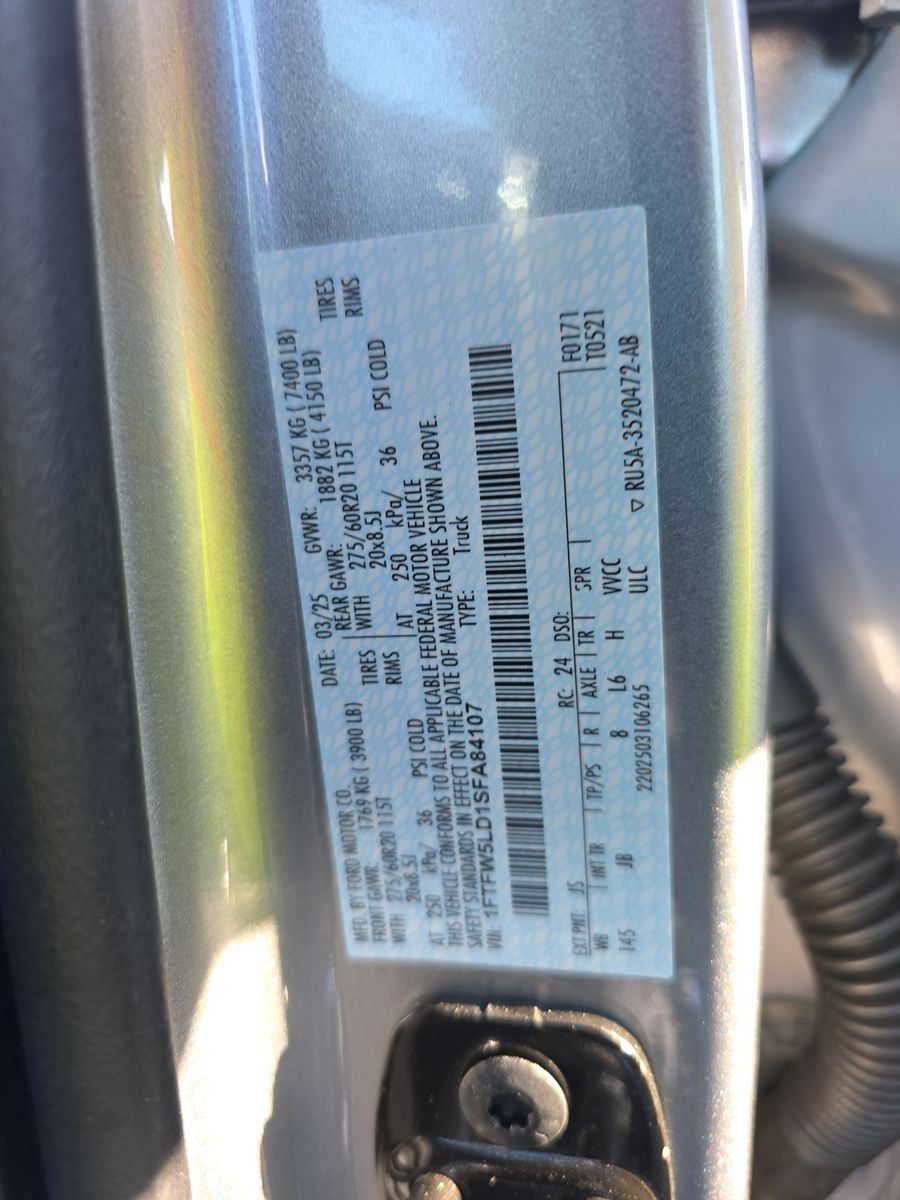 MFD. BY FORD MOTOR CO. DATE: 03/25 GVWR: 3357 KG ( 7400 LB)
FRONT GAWR: 1769 KG ( 3900 LB) REAR GAWR: 1882 KG ( 4150 LB)
WITH 275/60R20 115T TIRES WITH 275/60R20 115T TIRES
20x8.5J RIMS 20x8.5J RIMS
AT 250 kPa/ 36 PSI COLD AT 250 kPa/ 36 PSI COLD
THIS VEHICLE CONFORMS TO ALL APPLICABLE FEDERAL MOTOR VEHICLE
SAFETY STANDARDS IN EFFECT ON THE DATE OF MANUFACTURE SHOWN ABOVE.
VIN: 1FTFW5LD1SFA84107 TYPE: Truck
EXT PNT: JS RC: 24 DSO: F0171
WB | INT TR | TP/PS | R | AXLE | TR | SPR | T0521
145 JB 8 L6 H VVCC
2202503106265 ULC ▽ RU5A-3520472-AB